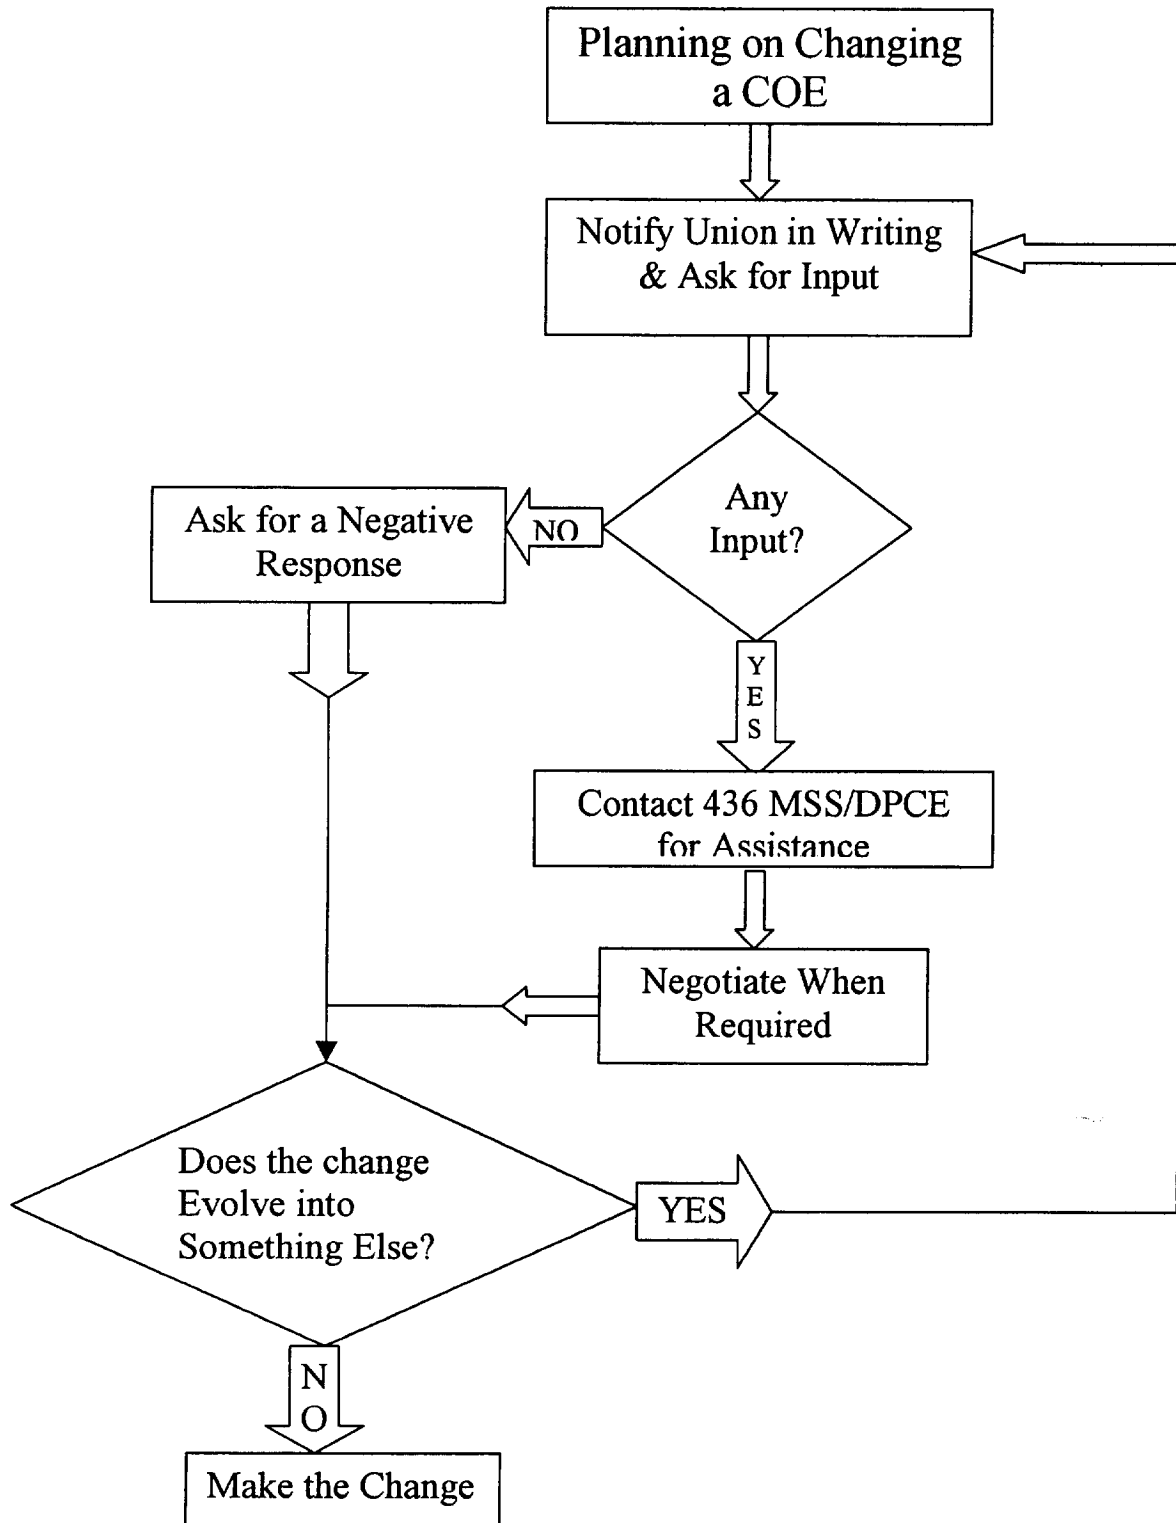 Planning on Changing
a COE
Notify Union in Writing
& Ask for Input
Any
Input?
NO
Ask for a Negative
Response
Y
E
S
Contact 436 MSS/DPCE
for Assistance
Negotiate When
Required
Does the change
Evolve into
Something Else?
YES
N
O
Make the Change